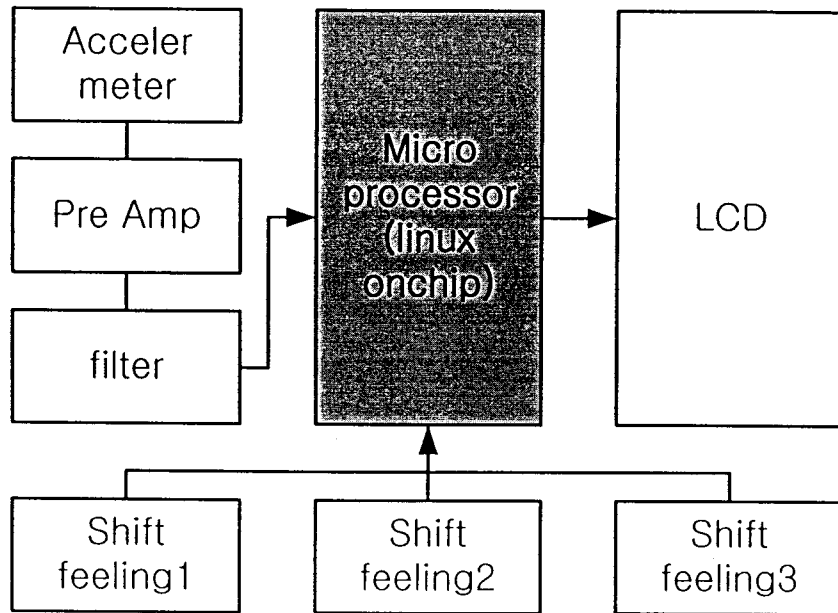 Acceler
meter
Pre Amp
filter
Micro
processor
(linux
onchip)
LCD
Shift
feeling1
Shift
feeling2
Shift
feeling3